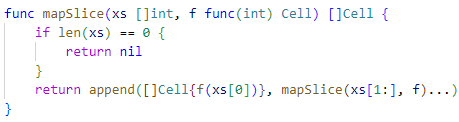 func mapSlice(xs []int, f func(int) Cell) []Cell {
    if len(xs) == 0 {
        return nil
    }
    return append([]Cell{f(xs[0])}, mapSlice(xs[1:], f)...)
}